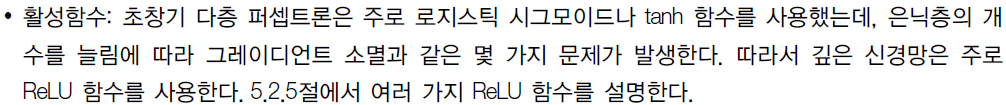 • 활성함수: 초창기 다층 퍼셉트론은 주로 로지스틱 시그모이드나 tanh 함수를 사용했는데, 은닉층의 개
수를 늘림에 따라 그레이디언트 소멸과 같은 몇 가지 문제가 발생한다. 따라서 깊은 신경망은 주로
ReLU 함수를 사용한다. 5.2.5절에서 여러 가지 ReLU 함수를 설명한다.